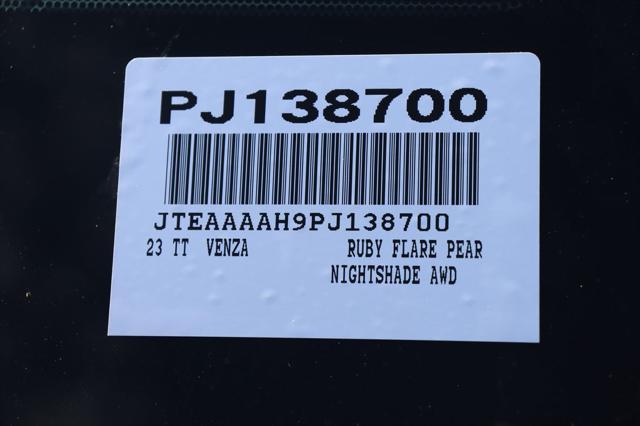 PJ138700
JTEAAAAH9PJ138700
23 TT VENZA RUBY FLARE PEAR
NIGHTSHADE AWD